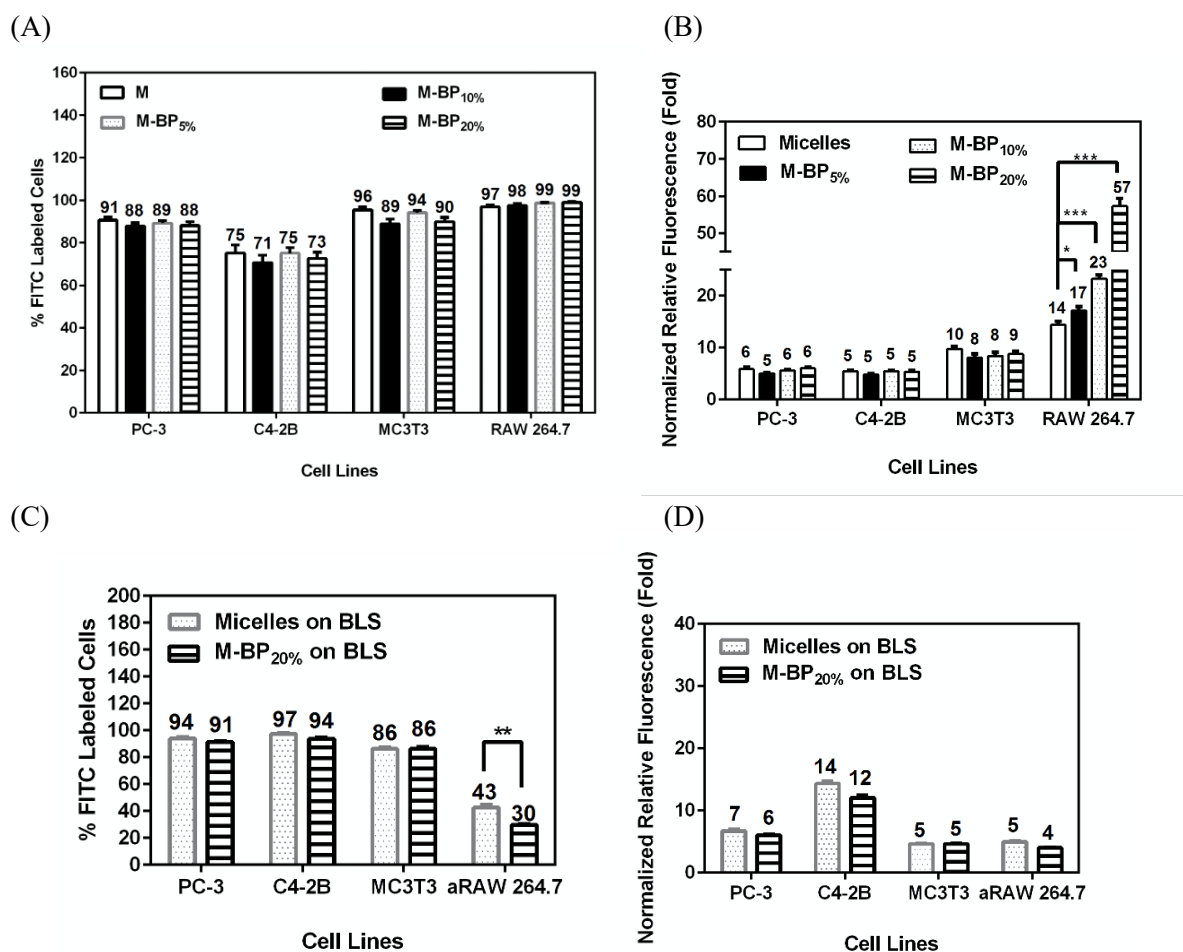 (A)
160
140
120
100
80
60
40
20
0
% FITC Labeled Cells
M
M-BP10%
M-BP5%
M-BP20%
91 88 89 88
75 71 75 73
96 89 94 90
97 98 99 99
PC-3 C4-2B MC3T3 RAW 264.7
Cell Lines
(B)
Normalized Relative Fluorescence (Fold)
80
70
60
50
20
10
0
Micelles
M-BP10%
M-BP5%
M-BP20%
6 5 6 6
5 5 5 5
10 8 8 9
14 17 23 57
*
***
***
PC-3 C4-2B MC3T3 RAW 264.7
Cell Lines
(C)
200
180
160
140
120
100
80
60
40
20
0
% FITC Labeled Cells
Micelles on BLS
M-BP20% on BLS
94 91
97 94
86 86
43 30
**
PC-3 C4-2B MC3T3 aRAW 264.7
Cell Lines
(D)
Normalized Relative Fluorescence (Fold)
40
30
20
10
0
Micelles on BLS
M-BP20% on BLS
7 6
14 12
5 5
5 4
PC-3 C4-2B MC3T3 aRAW 264.7
Cell Lines